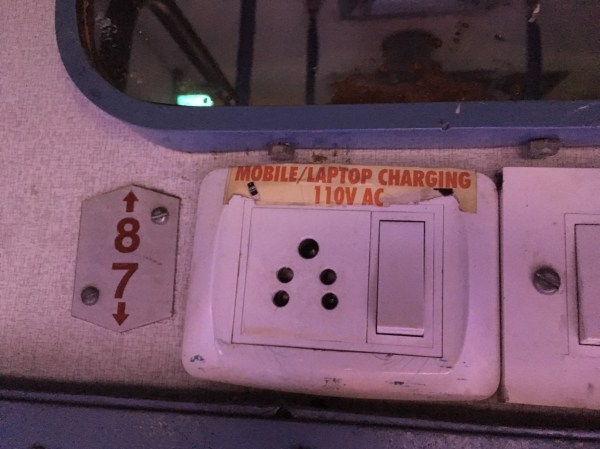 MOBILE/LAPTOP CHARGING
110V AC
8
7